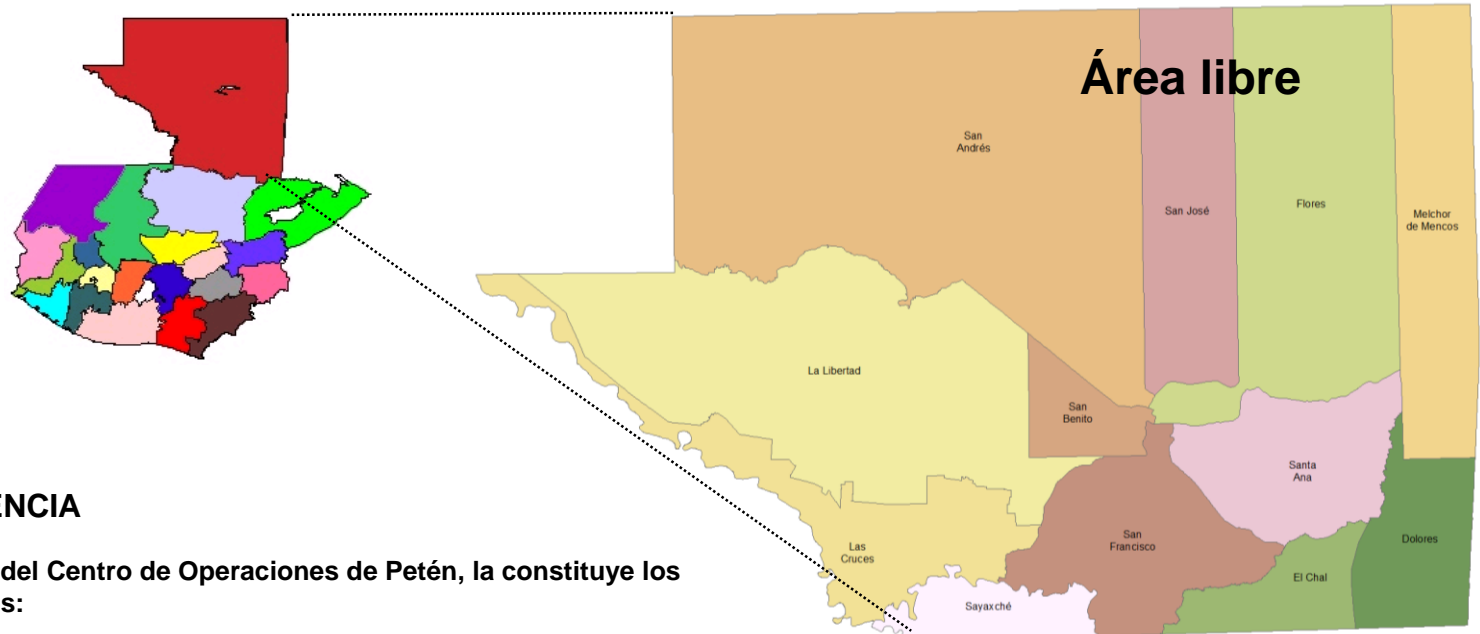 Área libre
San
Andrés
San José
Flores
Melchor
de Mencos
La Libertad
San
Benito
Santa
Ana
Las
Cruces
San
Francisco
Dolores
El Chal
Sayaxché
ENCIA
del Centro de Operaciones de Petén, la constituye los
s: